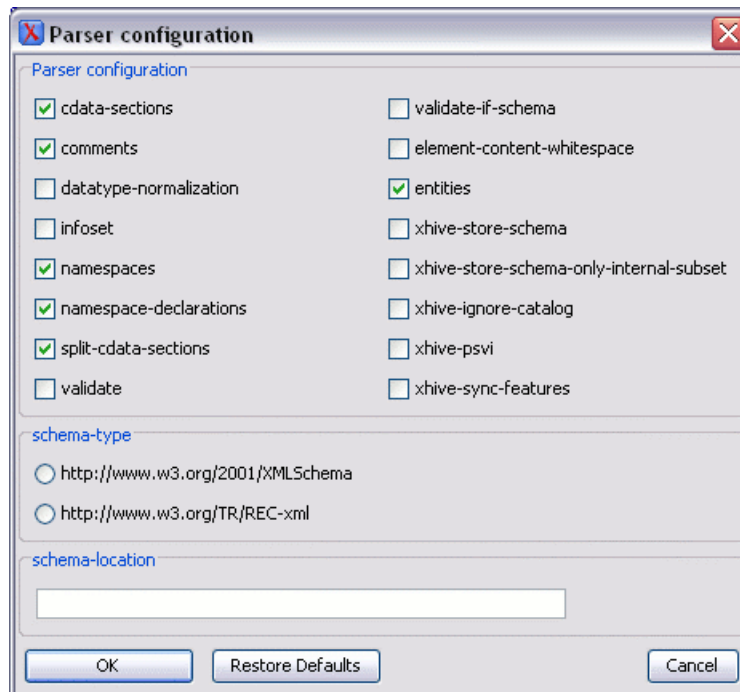 Parser configuration
Parser configuration
cdata-sections
comments
datatype-normalization
infoset
namespaces
namespace-declarations
split-cdata-sections
validate
validate-if-schema
element-content-whitespace
entities
xhive-store-schema
xhive-store-schema-only-internal-subset
xhive-ignore-catalog
xhive-psvi
xhive-sync-features
schema-type
http://www.w3.org/2001/XMLSchema
http://www.w3.org/TR/REC-xml
schema-location
OK Restore Defaults Cancel